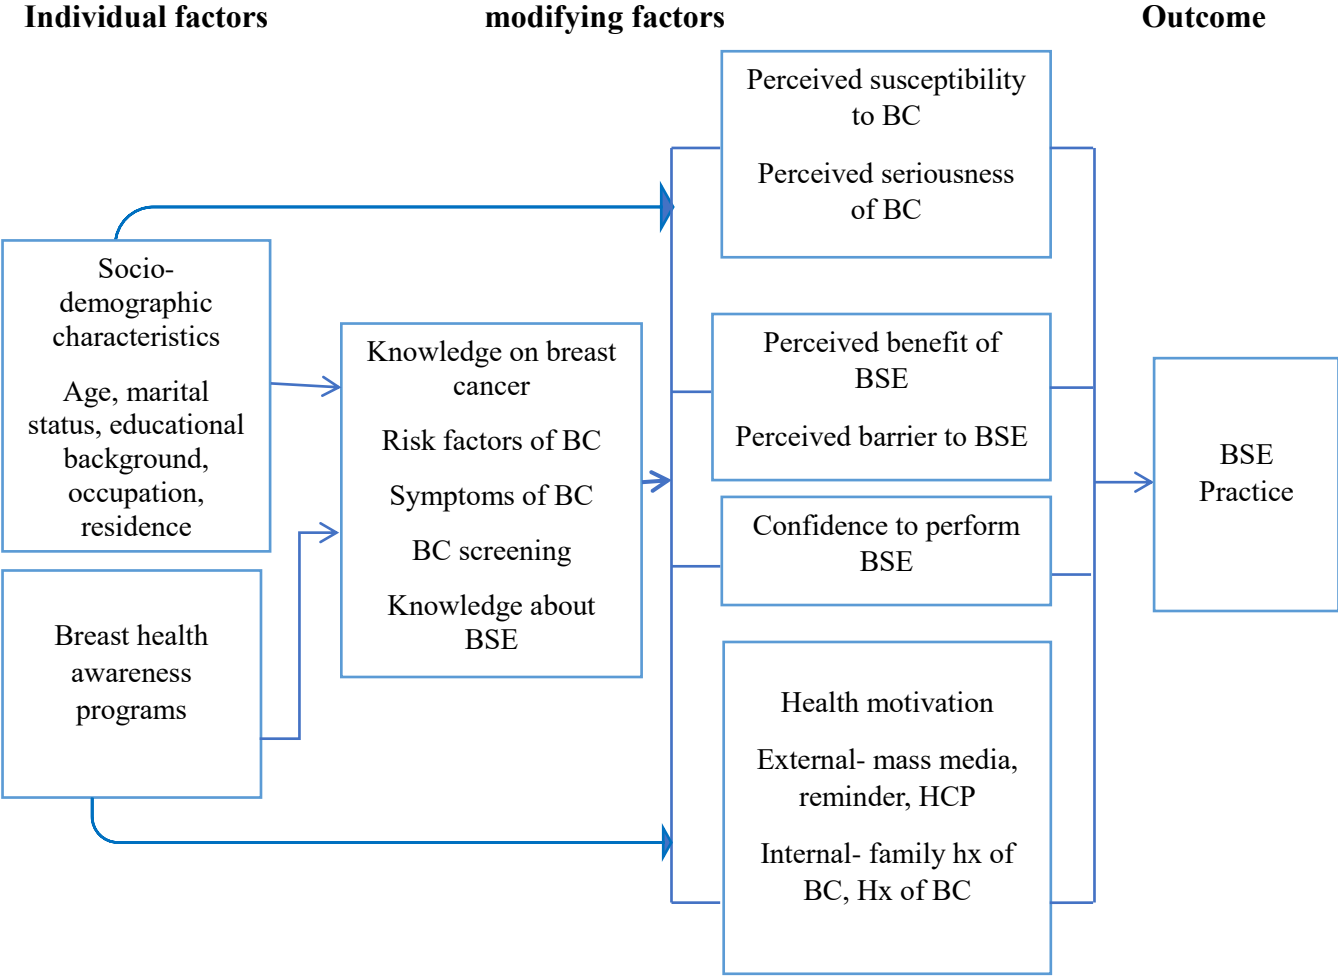 Individual factors
modifying factors
Outcome
Socio-
demographic
characteristics
Age, marital
status, educational
background,
occupation,
residence
Breast health
awareness
programs
Knowledge on breast
cancer
Risk factors of BC
Symptoms of BC
BC screening
Knowledge about
BSE
Perceived susceptibility
to BC
Perceived seriousness
of BC
Perceived benefit of
BSE
Perceived barrier to BSE
Confidence to perform
BSE
Health motivation
External- mass media,
reminder, HCP
Internal- family hx of
BC, Hx of BC
BSE
Practice